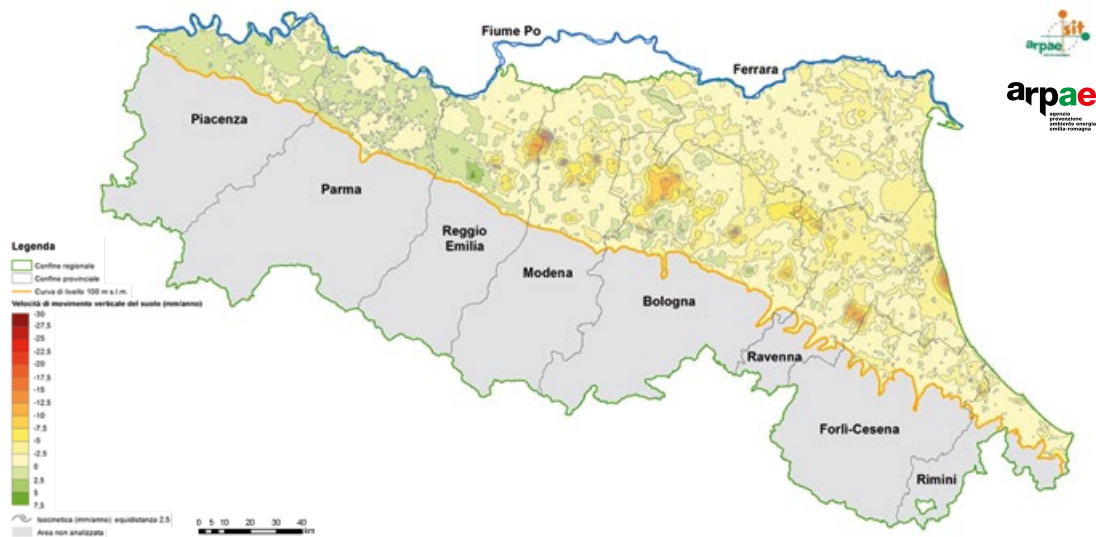 Fiume Po
Ferrara
Piacenza
Parma
Reggio
Emilia
Modena
Bologna
Ravenna
Forlì-Cesena
Rimini
sit
arpae
arpae
agenzia
prevenzione
ambiente energia
emilia-romagna
Legenda
Confine regionale
Confine provinciale
Curva di livello 100 m s.l.m.
Velocità di movimento verticale del suolo (mm/anno)
-30
-27,5
-25
-22,5
-20
-17,5
-15
-12,5
-10
-7,5
-5
-2,5
0
2,5
5
7,5
Isocinetica (mm/anno): equidistanza 2,5
Area non analizzata
0 5 10 20 30 40
km